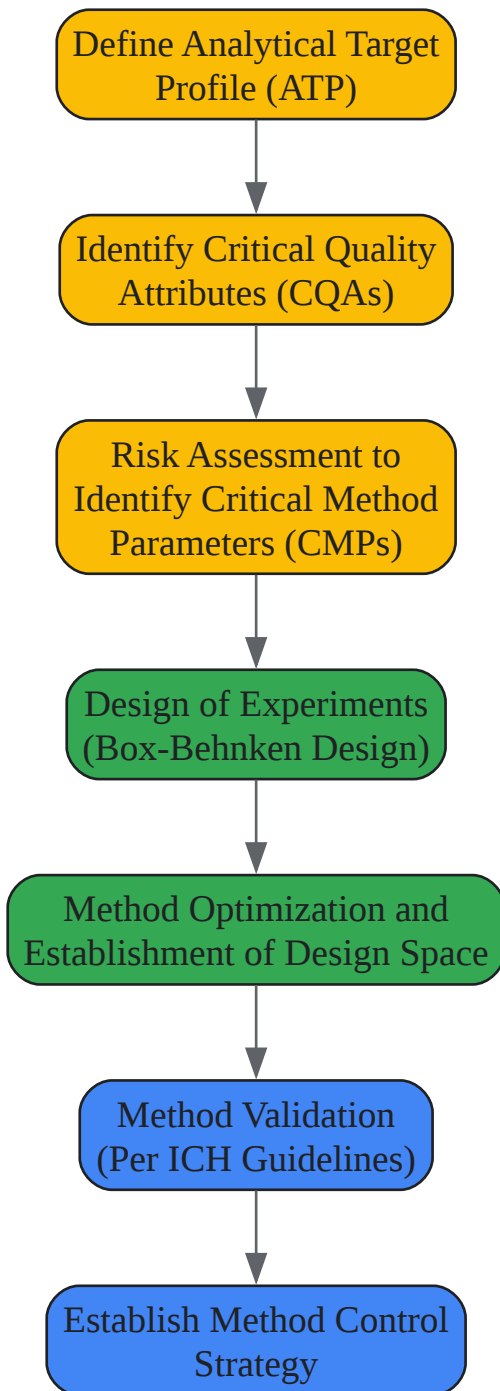 Define Analytical Target
Profile (ATP)
Identify Critical Quality
Attributes (CQAs)
Risk Assessment to
Identify Critical Method
Parameters (CMPs)
Design of Experiments
(Box-Behnken Design)
Method Optimization and
Establishment of Design Space
Method Validation
(Per ICH Guidelines)
Establish Method Control
Strategy